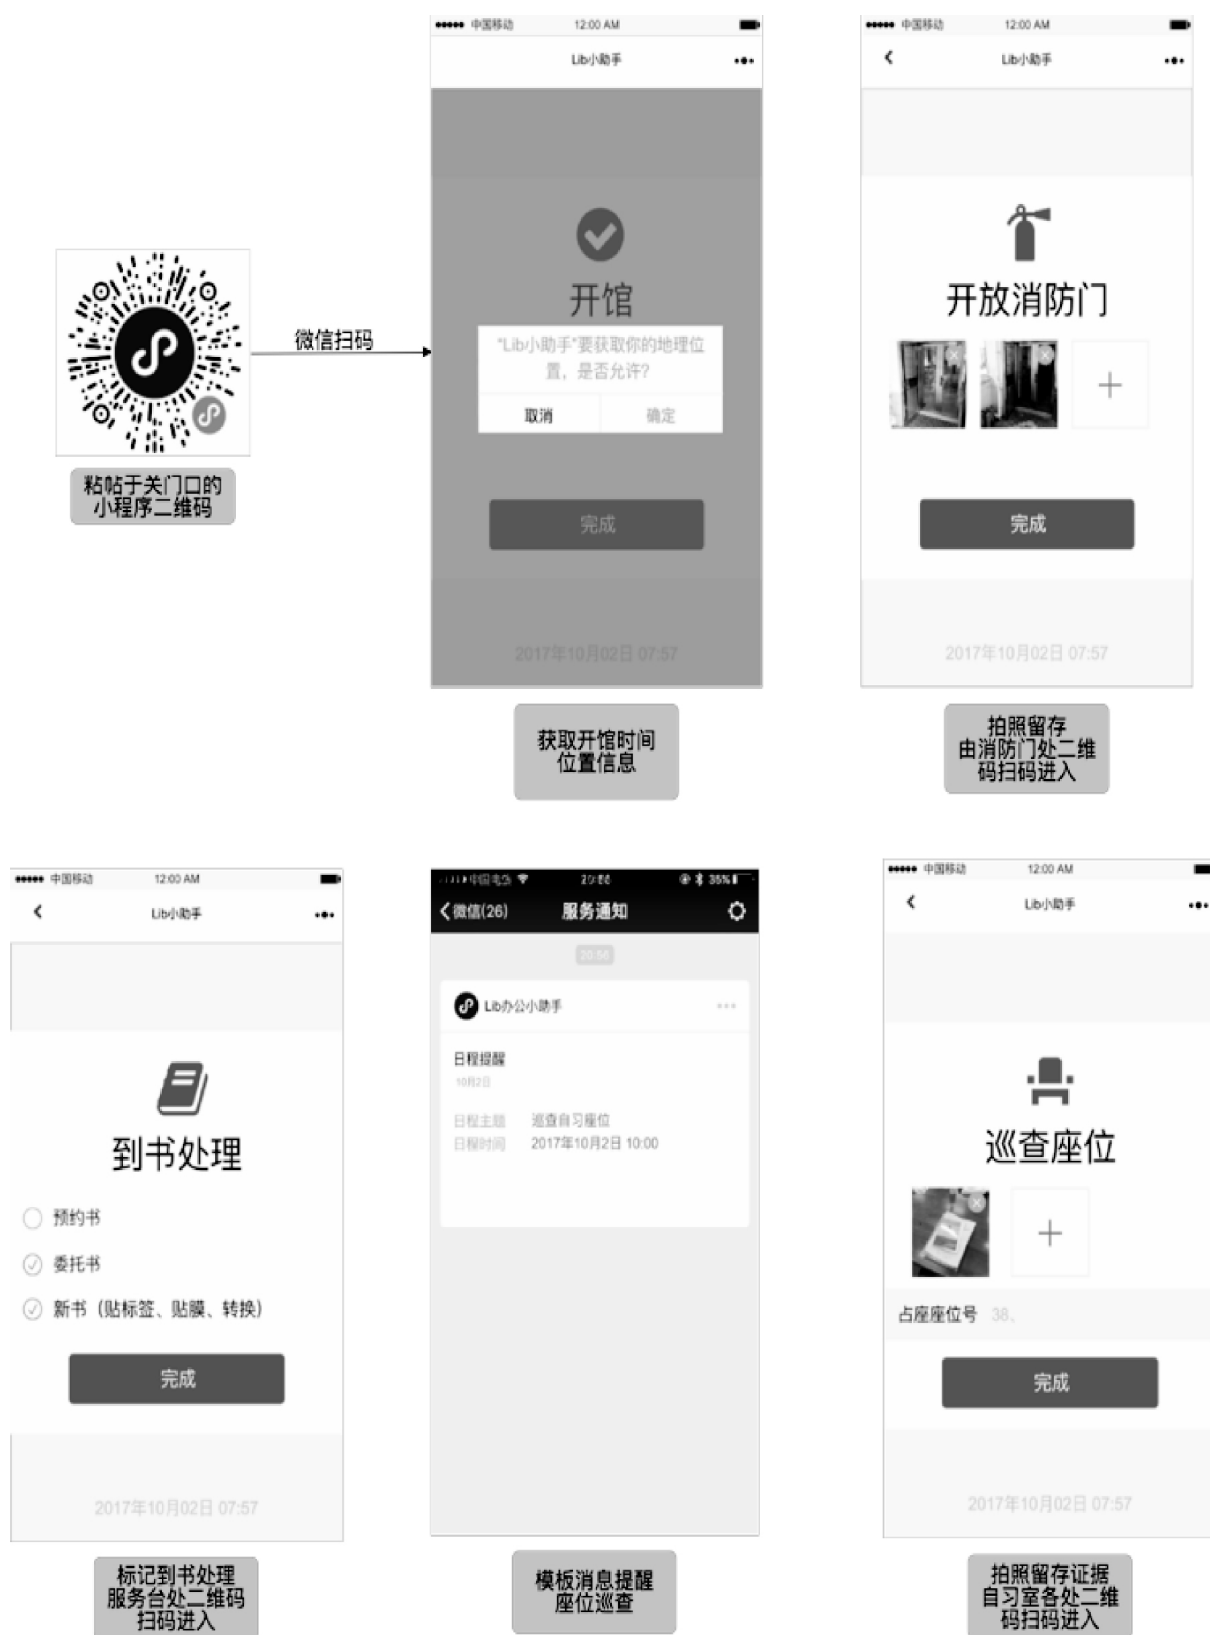 中国移动 12:00 AM
Lib小助手
开馆
“Lib小助手”要获取你的地理位
置，是否允许？
取消 确定
完成
2017年10月02日 07:57
获取开馆时间
位置信息
中国移动 12:00 AM
Lib小助手
开放消防门
完成
2017年10月02日 07:57
拍照留存
由消防门处二维
码扫码进入
微信扫码
粘帖于关门口的
小程序二维码
中国移动 12:00 AM
Lib小助手
到书处理
预约书
委托书
新书（贴标签、贴膜、转换）
完成
2017年10月02日 07:57
标记到书处理
服务台处二维码
扫码进入
中国电信 35%
微信(26) 服务通知
20:56
Lib办公小助手
日程提醒
10月2日
日程主题 巡查自习座位
日程时间 2017年10月2日 10:00
模板消息提醒
座位巡查
中国移动 12:00 AM
Lib小助手
巡查座位
占座座位号 38、
完成
2017年10月02日 07:57
拍照留存证据
自习室各处二维
码扫码进入